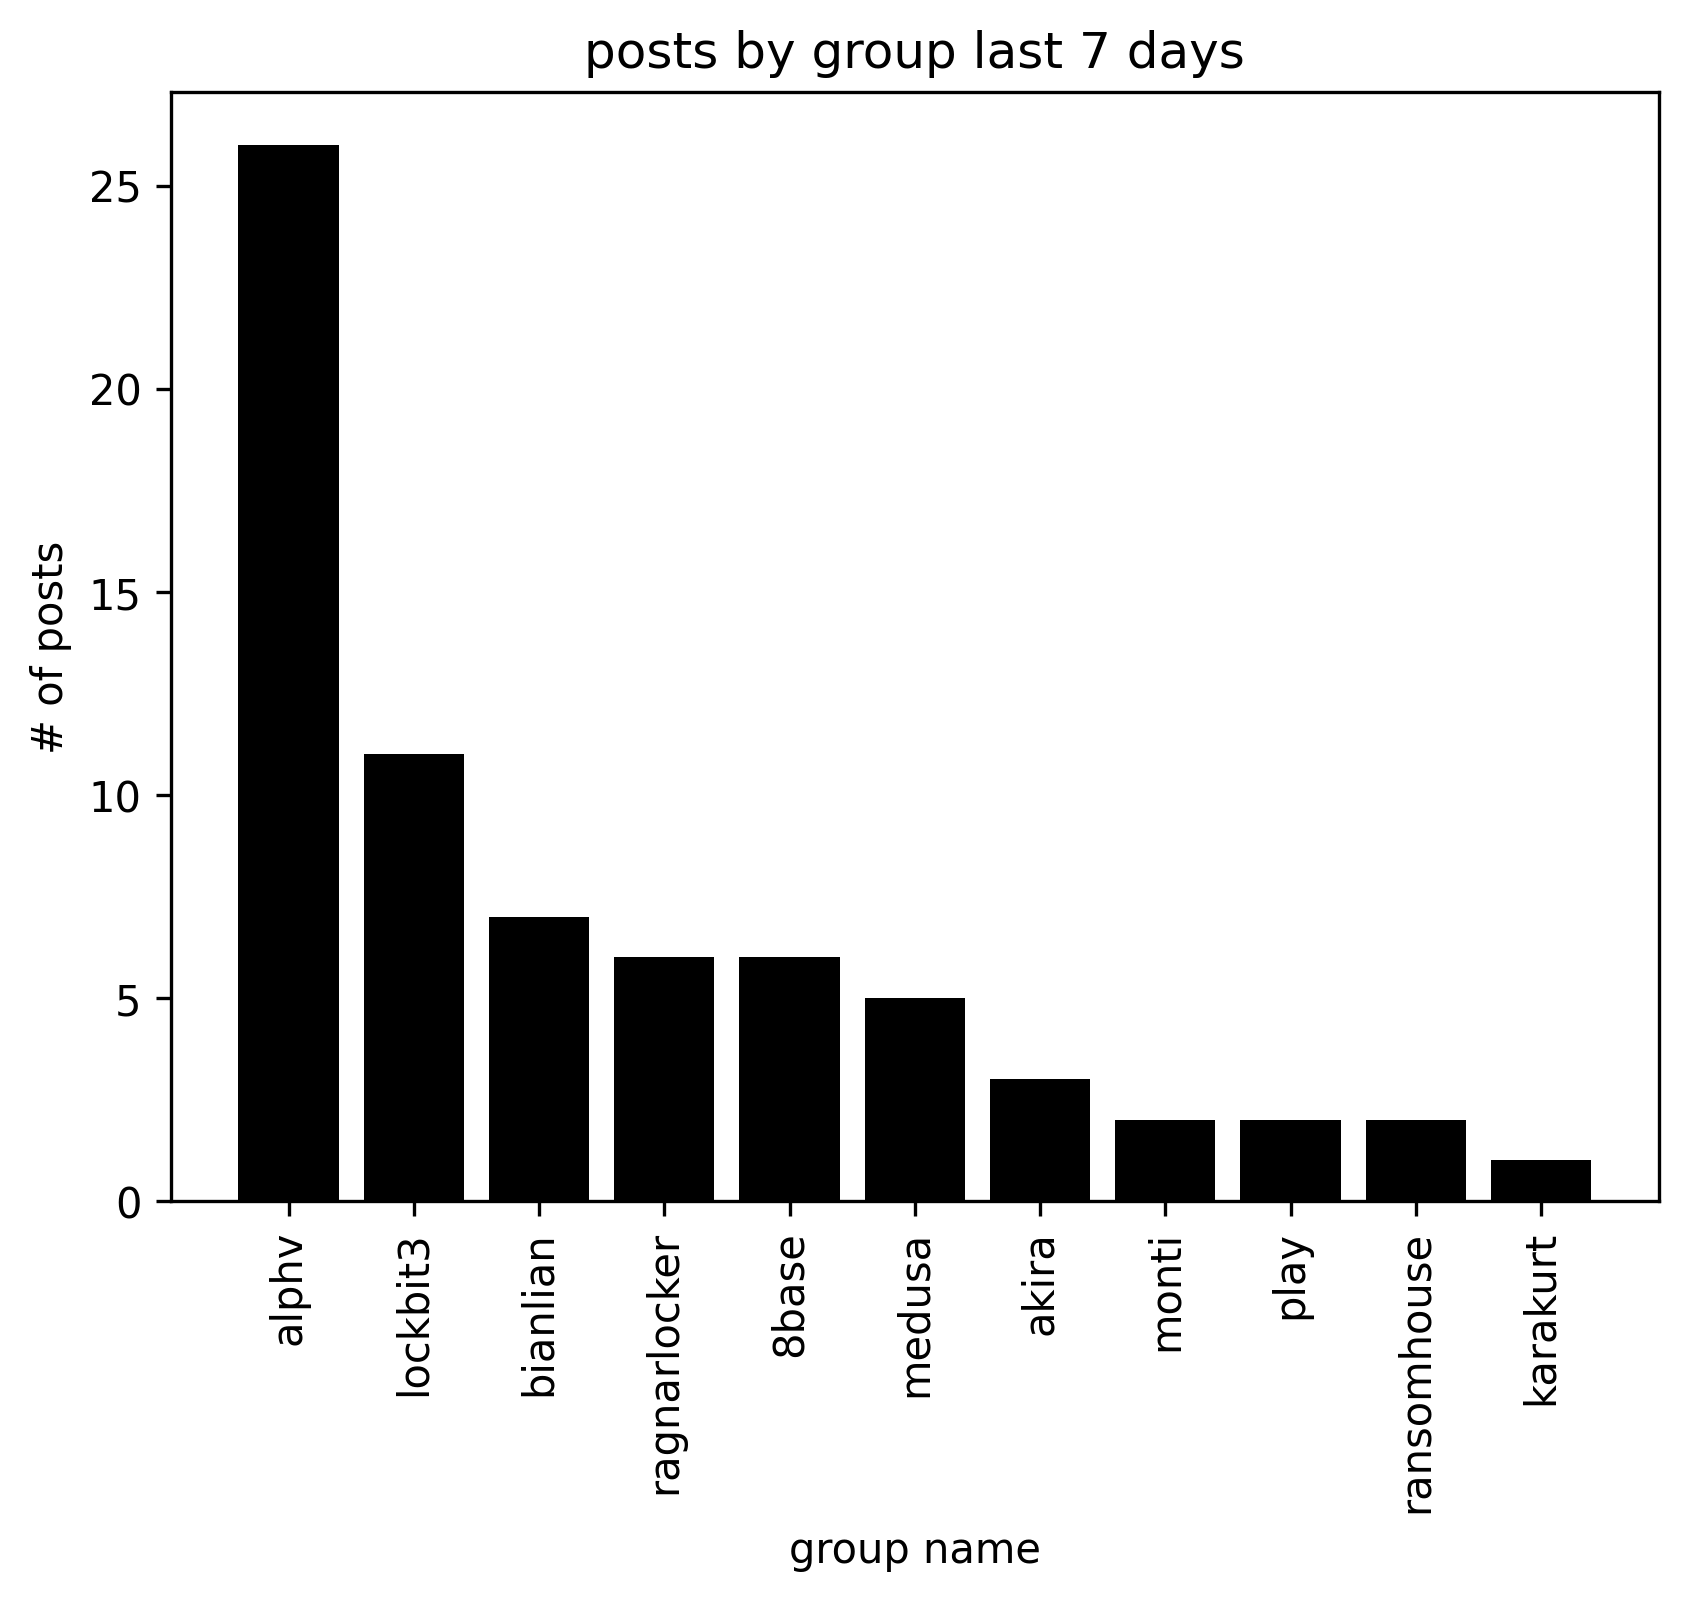 posts by group last 7 days
# of posts
25
20
15
10
5
0
alphv
lockbit3
bianlian
ragnarlocker
8base
medusa
akira
monti
play
ransomhouse
karakurt
group name